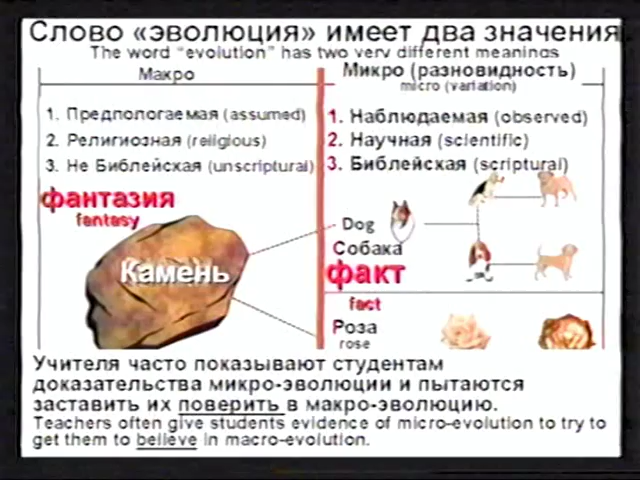 Слово «эволюция» имеет два значения
The word "evolution" has two very different meanings
Макро
Микро (разновидность)
micro (variation)
1. Предпологаемая (assumed)
2. Религиозная (religious)
3. Не Библейская (unscriptural)
фантазия
fantasy
Камень
1. Наблюдаемая (observed)
2. Научная (scientific)
3. Библейская (scriptural)
Dog
Собака
факт
fact
Роза
rose
Учителя часто показывают студентам
доказательства микро-эволюции и пытаются
заставить их поверить в макро-эволюцию.
Teachers often give students evidence of micro-evolution to try to
get them to believe in macro-evolution.